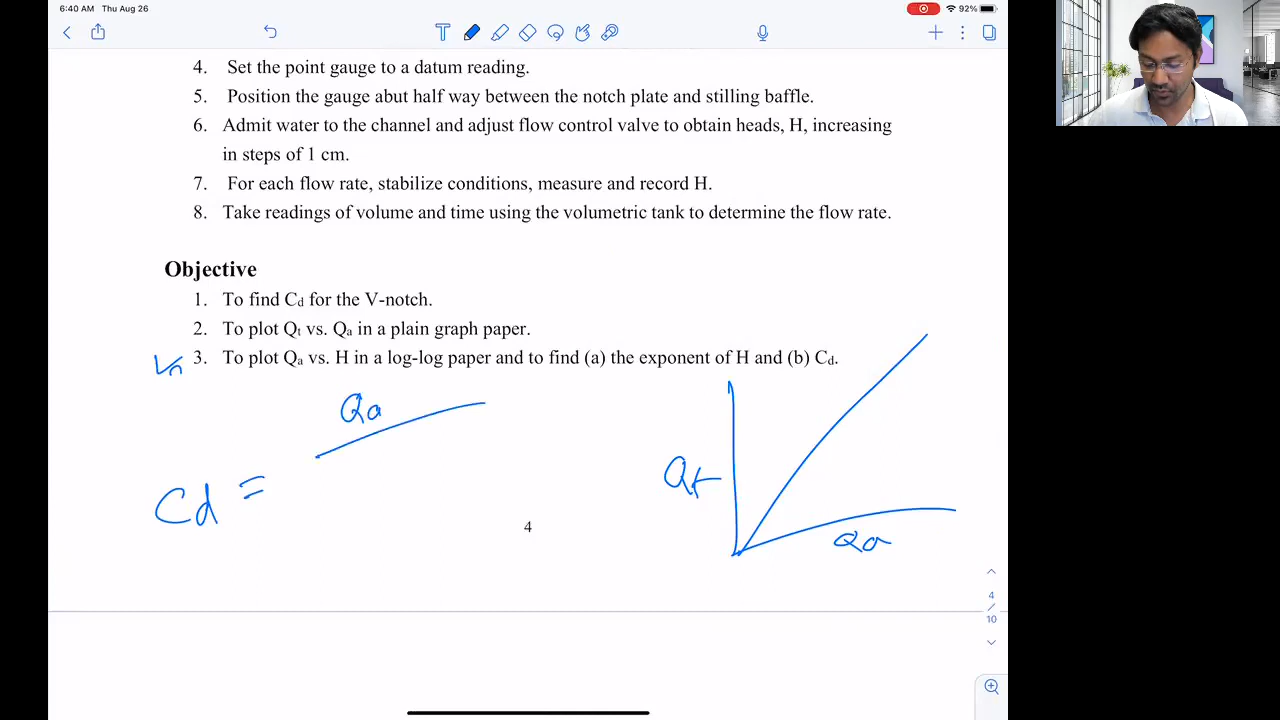 6:40 AM Thu Aug 26
92%
4. Set the point gauge to a datum reading.
5. Position the gauge abut half way between the notch plate and stilling baffle.
6. Admit water to the channel and adjust flow control valve to obtain heads, H, increasing
in steps of 1 cm.
7. For each flow rate, stabilize conditions, measure and record H.
8. Take readings of volume and time using the volumetric tank to determine the flow rate.
Objective
1. To find Cd for the V-notch.
2. To plot Qt vs. Qa in a plain graph paper.
3. To plot Qa vs. H in a log-log paper and to find (a) the exponent of H and (b) Cd.
Qa
Cd =
Qt
Qa
4
4
/
10